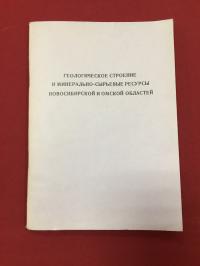 ГЕОЛОГИЧЕСКОЕ СТРОЕНИЕ
И МИНЕРАЛЬНО-СЫРЬЕВЫЕ РЕСУРСЫ
НОВОСИБИРСКОЙ И ОМСКОЙ ОБЛАСТЕЙ